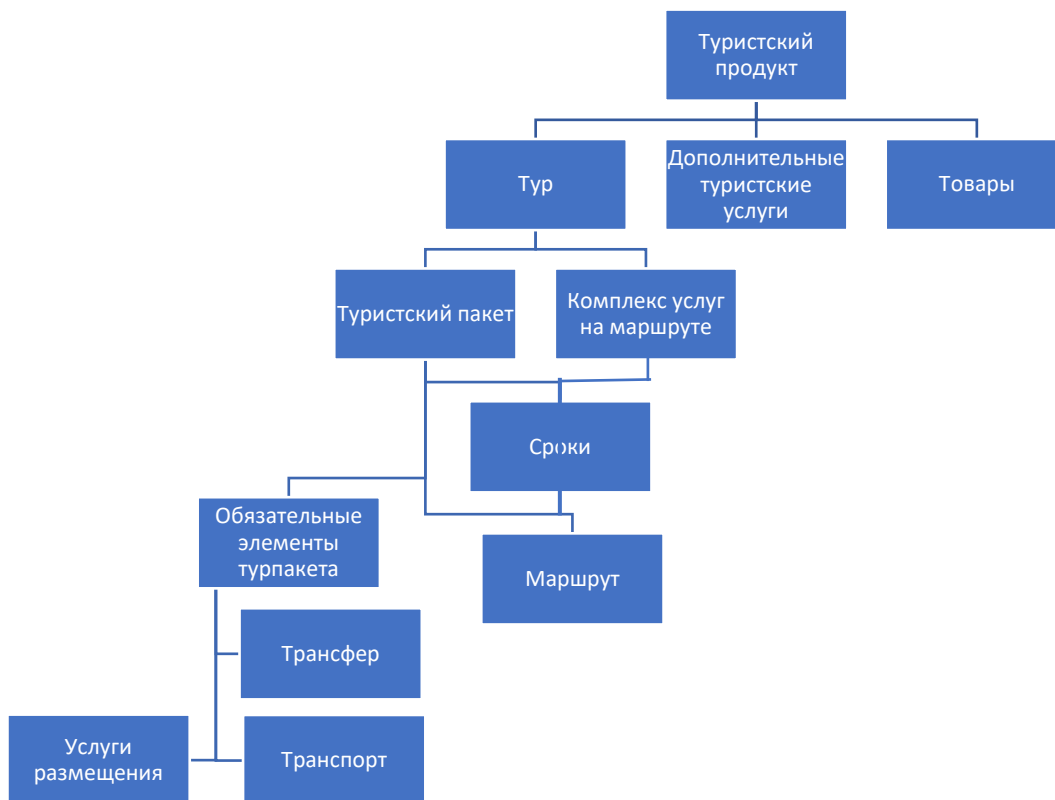 Туристский
продукт
Тур
Дополнительные
туристские
услуги
Товары
Туристский пакет
Комплекс услуг
на маршруте
Сроки
Обязательные
элементы
турпакета
Маршрут
Трансфер
Услуги
размещения
Транспорт